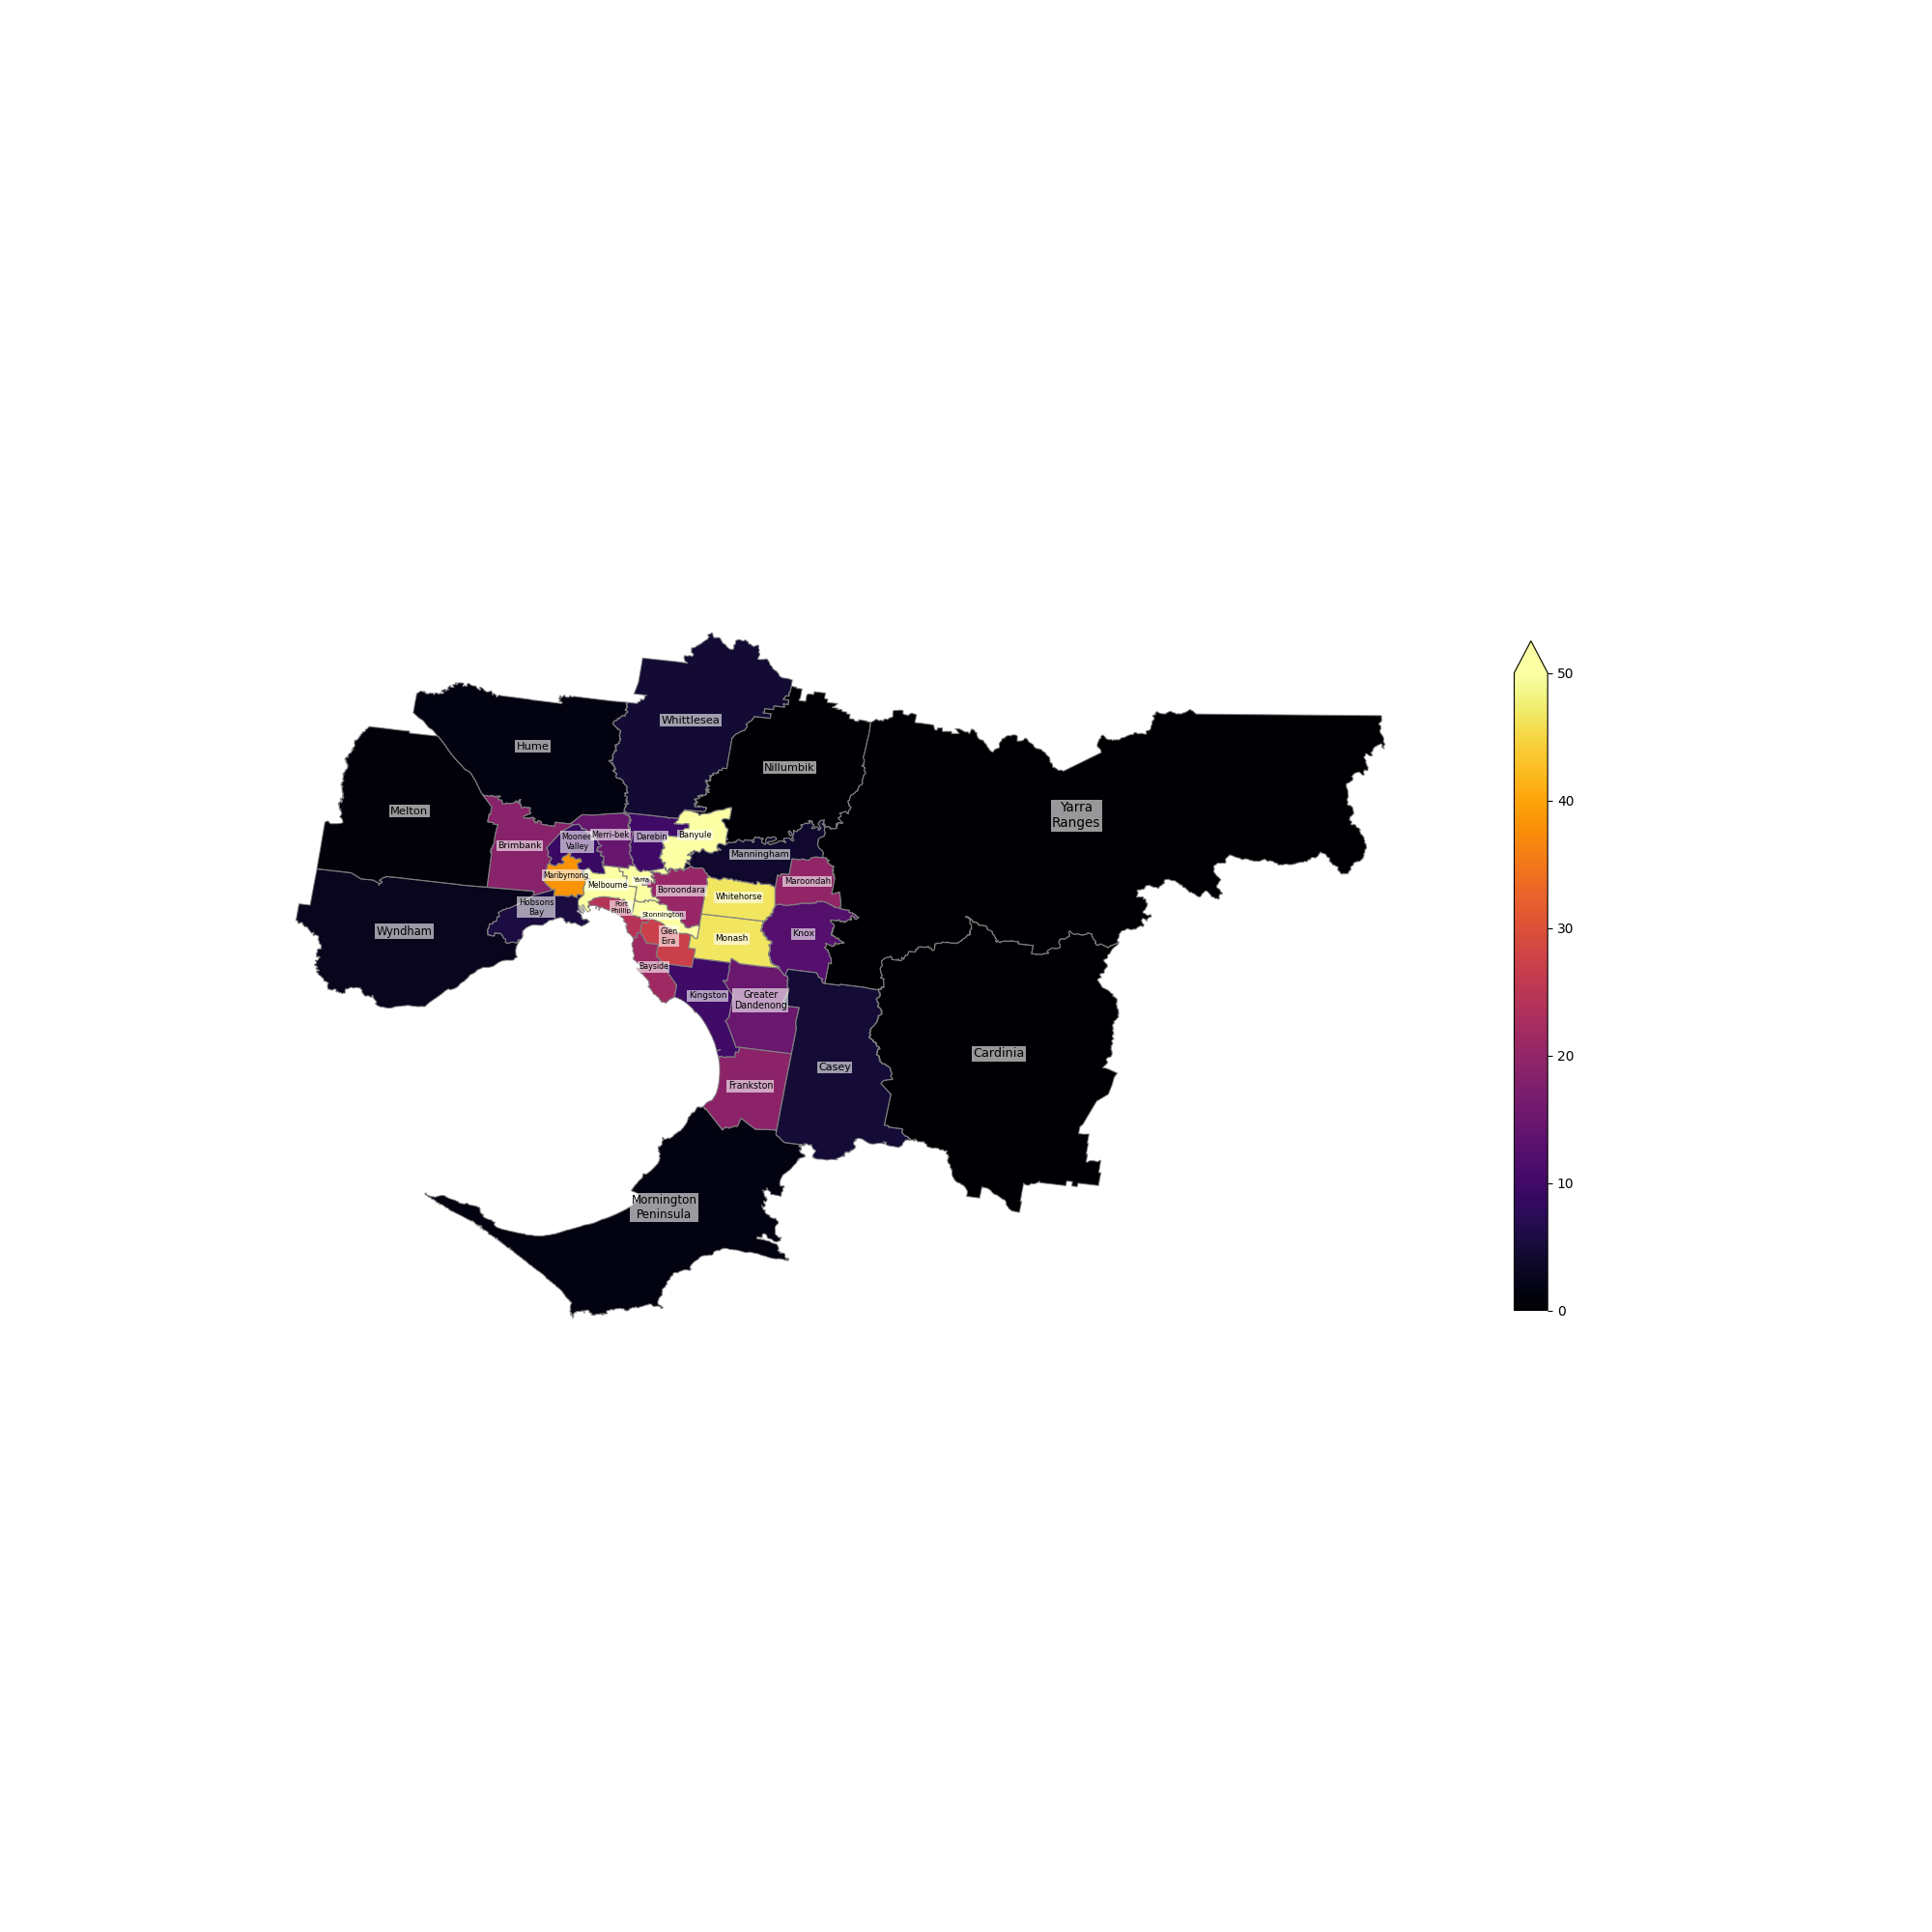 Whittlesea
Hume
Nillumbik
Melton
Yarra
Ranges
Brimbank
Moonee
Valley
Merri-bek
Darebin
Banyule
Manningham
Maribyrnong
Melbourne
Yarra
Boroondara
Whitehorse
Maroondah
Hobsons
Bay
Port
Phillip
Stonnington
Wyndham
Glen
Eira
Monash
Knox
Bayside
Kingston
Greater
Dandenong
Cardinia
Casey
Frankston
Mornington
Peninsula
50
40
30
20
10
0